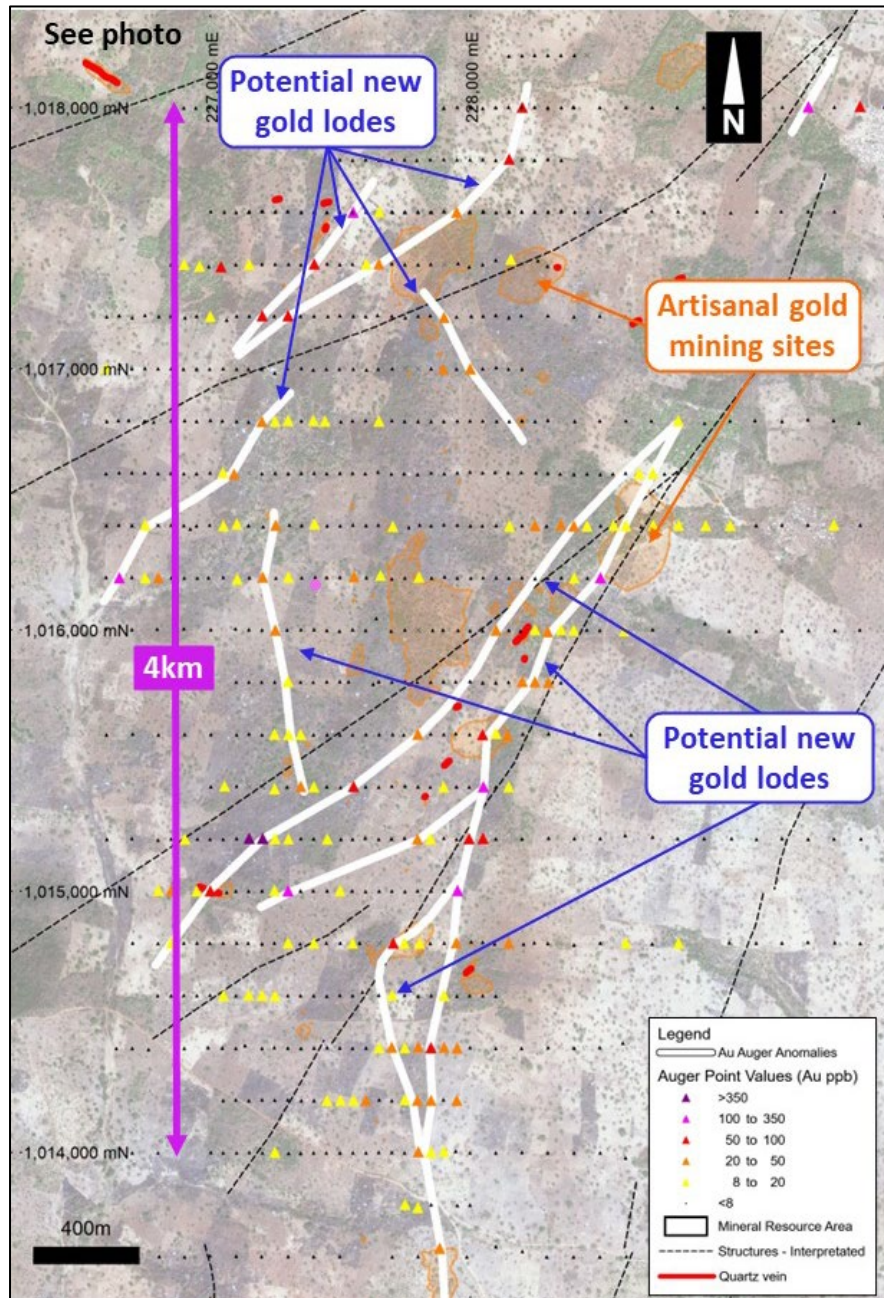 See photo
227,000 mE
228,000 mE
N
Potential new
gold lodes
1,018,000 mN
Artisanal gold
mining sites
1,017,000 mN
1,016,000 mN
4km
Potential new
gold lodes
1,015,000 mN
1,014,000 mN
400m
Legend
Au Auger Anomalies
Auger Point Values (Au ppb)
>350
100 to 350
50 to 100
20 to 50
8 to 20
<8
Mineral Resource Area
Structures - Interpretated
Quartz vein